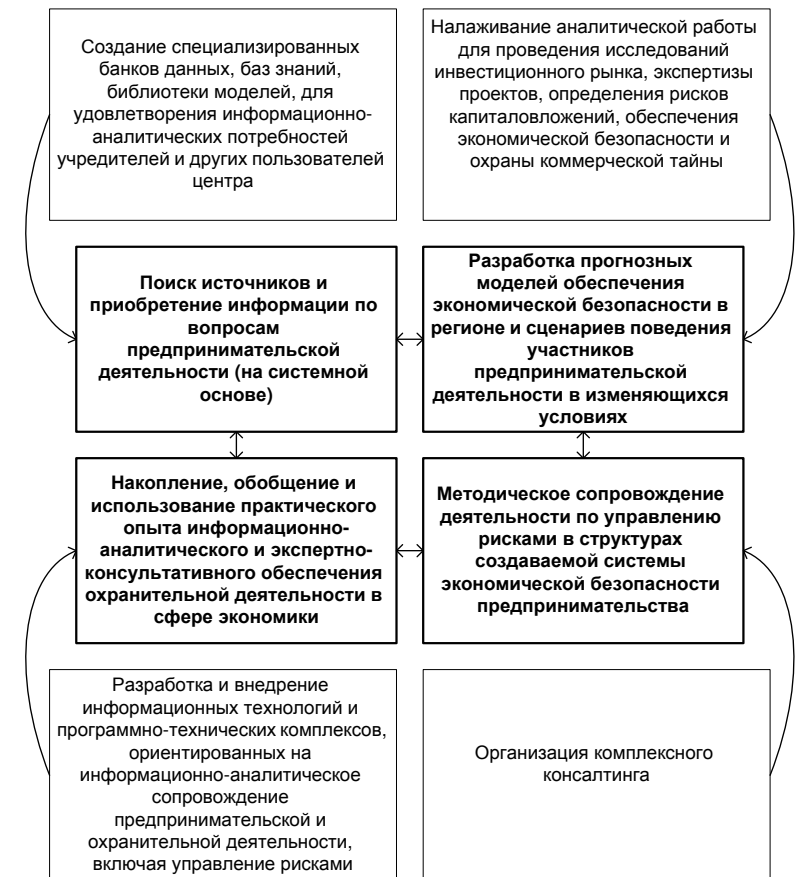 Создание специализированных
банков данных, баз знаний,
библиотеки моделей, для
удовлетворения информационно-
аналитических потребностей
учредителей и других пользователей
центра
Налаживание аналитической работы
для проведения исследований
инвестиционного рынка, экспертизы
проектов, определения рисков
капиталовложений, обеспечения
экономической безопасности и
охраны коммерческой тайны
Поиск источников и
приобретение информации по
вопросам
предпринимательской
деятельности (на системной
основе)
Разработка прогнозных
моделей обеспечения
экономической безопасности в
регионе и сценариев поведения
участников
предпринимательской
деятельности в изменяющихся
условиях
Накопление, обобщение и
использование практического
опыта информационно-
аналитического и экспертно-
консультативного обеспечения
охранительной деятельности в
сфере экономики
Методическое сопровождение
деятельности по управлению
рисками в структурах
создаваемой системы
экономической безопасности
предпринимательства
Разработка и внедрение
информационных технологий и
программно-технических комплексов,
ориентированных на
информационно-аналитическое
сопровождение
предпринимательской и
охранительной деятельности,
включая управление рисками
Организация комплексного
консалтинга